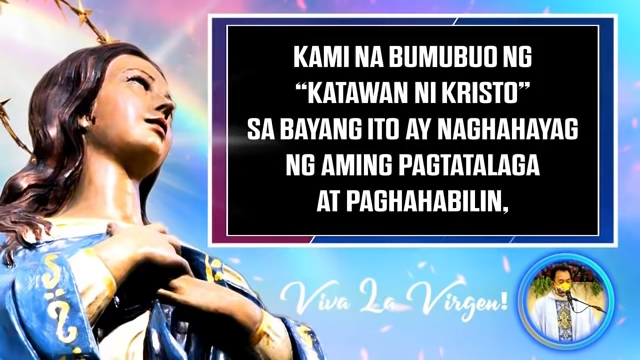 KAMI NA BUMUBUO NG
“KATAWAN NI KRISTO”
SA BAYANG ITO AY NAGHAHAYAG
NG AMING PAGTATALAGA
AT PAGHAHABILIN,
Viva La Virgen!